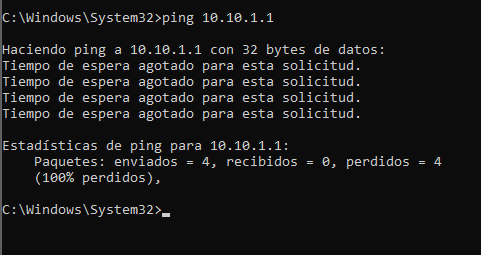 C:\Windows\System32>ping 10.10.1.1
Haciendo ping a 10.10.1.1 con 32 bytes de datos:
Tiempo de espera agotado para esta solicitud.
Tiempo de espera agotado para esta solicitud.
Tiempo de espera agotado para esta solicitud.
Tiempo de espera agotado para esta solicitud.
Estadísticas de ping para 10.10.1.1:
Paquetes: enviados = 4, recibidos = 0, perdidos = 4
(100% perdidos),
C:\Windows\System32>